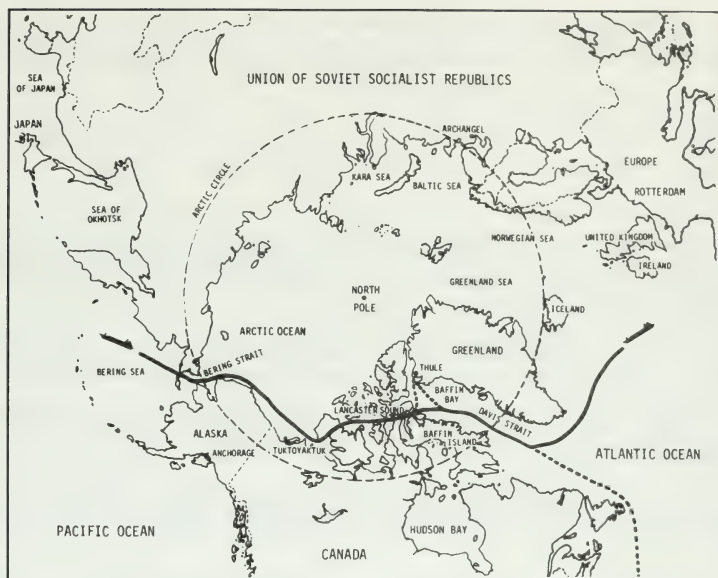 UNION OF SOVIET SOCIALIST REPUBLICS
SEA
OF JAPAN
JAPAN
SEA OF
OKHOTSK
ARCTIC CIRCLE
ARCHANGEL
KARA SEA
BALTIC SEA
EUROPE
ROTTERDAM
NORWEGIAN SEA
UNITED KINGDOM
IRELAND
GREENLAND SEA
NORTH
POLE
ICELAND
ARCTIC OCEAN
GREENLAND
BERING SEA
BERING STRAIT
THULE
BAFFIN
BAY
LANCASTER SOUND
DAVIS STRAIT
ALASKA
ANCHORAGE
TUKTOYAKTUK
BAFFIN
ISLAND
ATLANTIC OCEAN
PACIFIC OCEAN
CANADA
HUDSON BAY